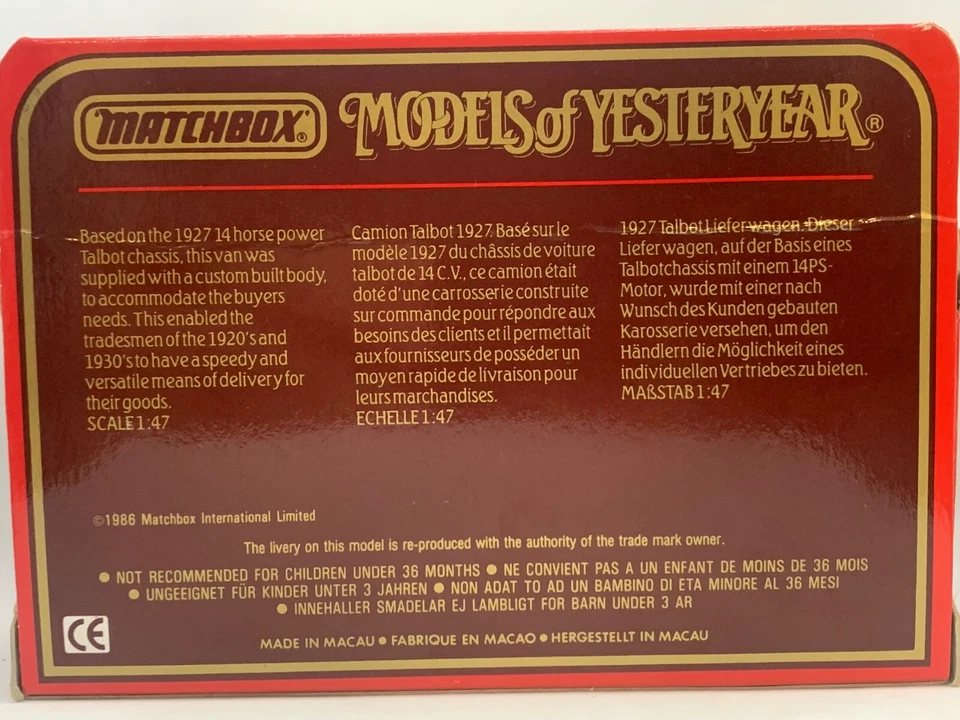 MATCHBOX®
MODELS of YESTERYEAR®
Based on the 1927 14 horse power
Talbot chassis, this van was
supplied with a custom built body,
to accommodate the buyers
needs. This enabled the
tradesmen of the 1920's and
1930's to have a speedy and
versatile means of delivery for
their goods.
SCALE 1:47
Camion Talbot 1927. Basé sur le
modèle 1927 du châssis de voiture
talbot de 14 C.V., ce camion était
doté d'une carrosserie construite
sur commande pour répondre aux
besoins des clients et il permettait
aux fournisseurs de posséder un
moyen rapide de livraison pour
leurs marchandises.
ECHELLE 1:47
1927 Talbot Lieferwagen. Dieser
Lieferwagen, auf der Basis eines
Talbotchassis mit einem 14PS-
Motor, wurde mit einer nach
Wunsch des Kunden gebauten
Karosserie versehen, um den
Händlern die Möglichkeit eines
individuellen Vertriebes zu bieten.
MAßSTAB 1:47
©1986 Matchbox International Limited
The livery on this model is re-produced with the authority of the trade mark owner.
● NOT RECOMMENDED FOR CHILDREN UNDER 36 MONTHS ● NE CONVIENT PAS A UN ENFANT DE MOINS DE 36 MOIS
● UNGEEIGNET FÜR KINDER UNTER 3 JAHREN ● NON ADAT TO AD UN BAMBINO DI ETA MINORE AL 36 MESI
● INNEHALLER SMADELAR EJ LAMBLIGT FOR BARN UNDER 3 AR
CE
MADE IN MACAU ● FABRIQUE EN MACAO ● HERGESTELLT IN MACAU